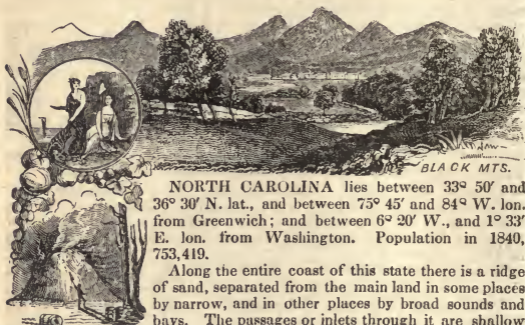 BLACK MTS.
NORTH CAROLINA lies between 33° 50' and
36° 30' N. lat., and between 75° 45' and 84° W. lon.
from Greenwich; and between 6° 20' W., and 1° 33'
E. lon. from Washington. Population in 1840,
753,419.
Along the entire coast of this state there is a ridge
of sand, separated from the main land in some places
by narrow, and in other places by broad sounds and
bays. The passages or inlets through it are shallow